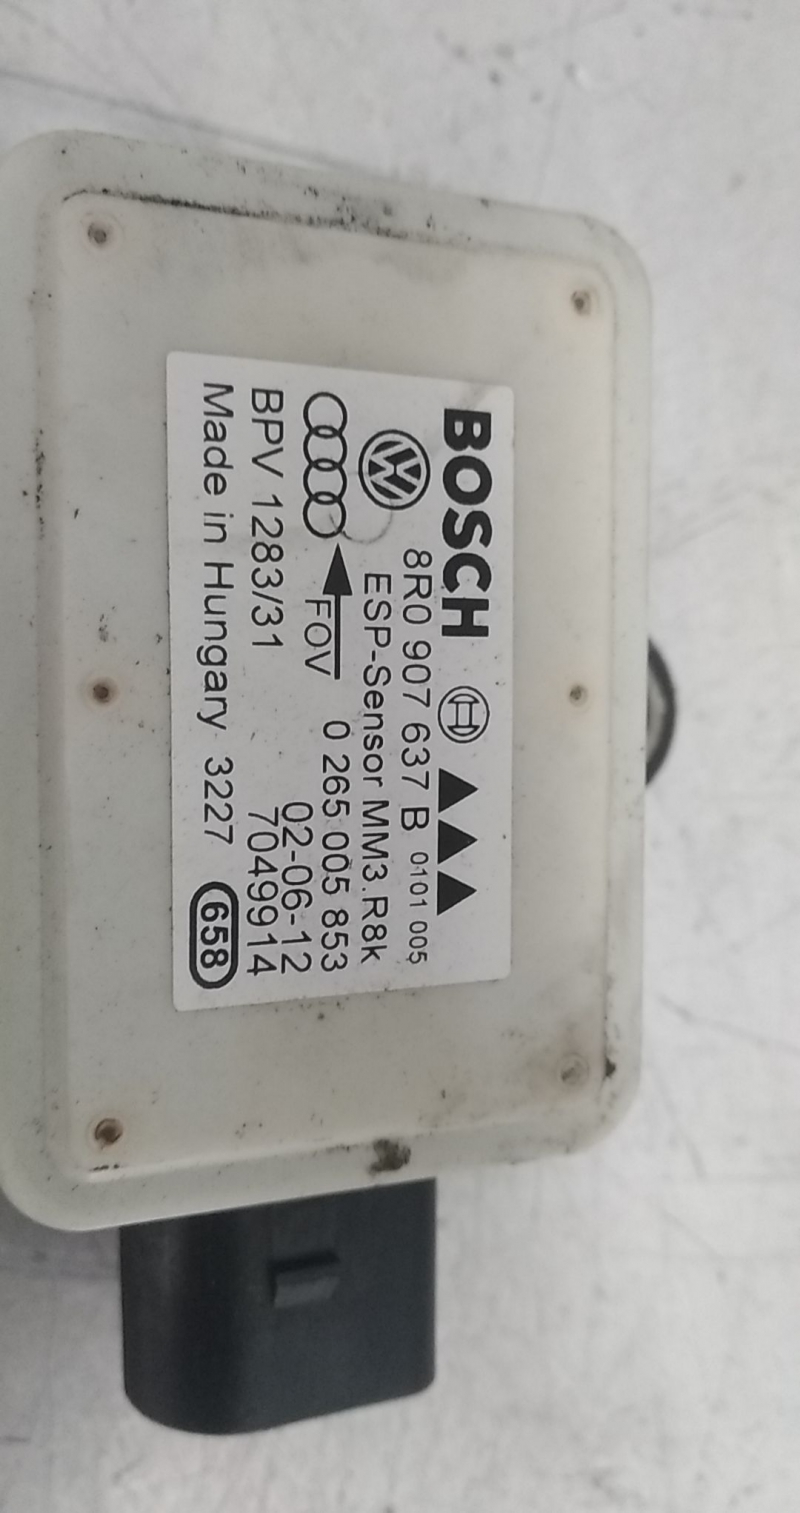 BOSCH
8R0 907 637 B 0101 005
ESP-Sensor MM3.R8k
FOV 0 265 005 853
02-06-12
BPV 1283/31 7049914
Made in Hungary 3227 658